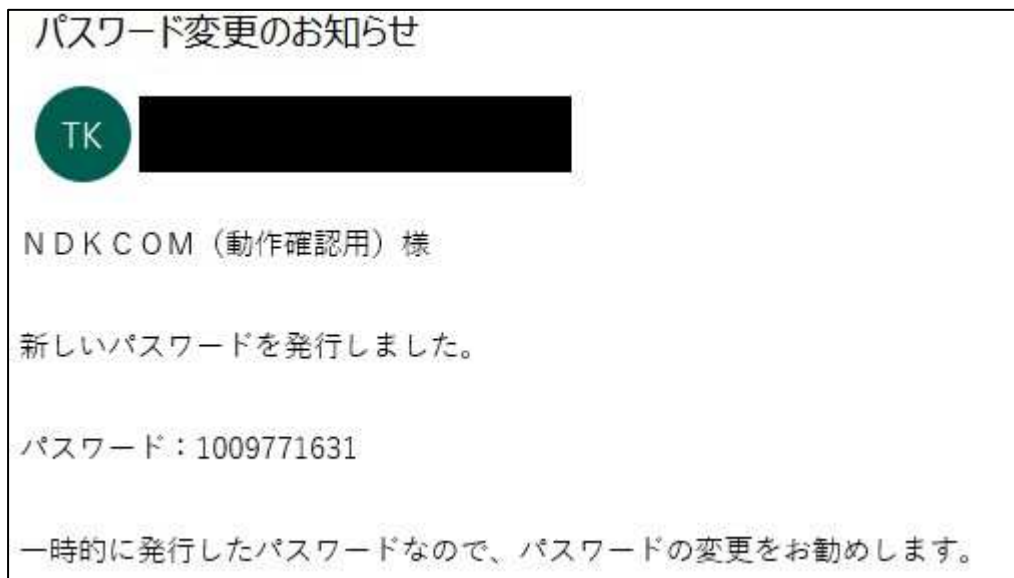 パスワード変更のお知らせ
TK
ＮＤＫＣＯＭ（動作確認用）様
新しいパスワードを発行しました。
パスワード：1009771631
一時的に発行したパスワードなので、パスワードの変更をお勧めします。